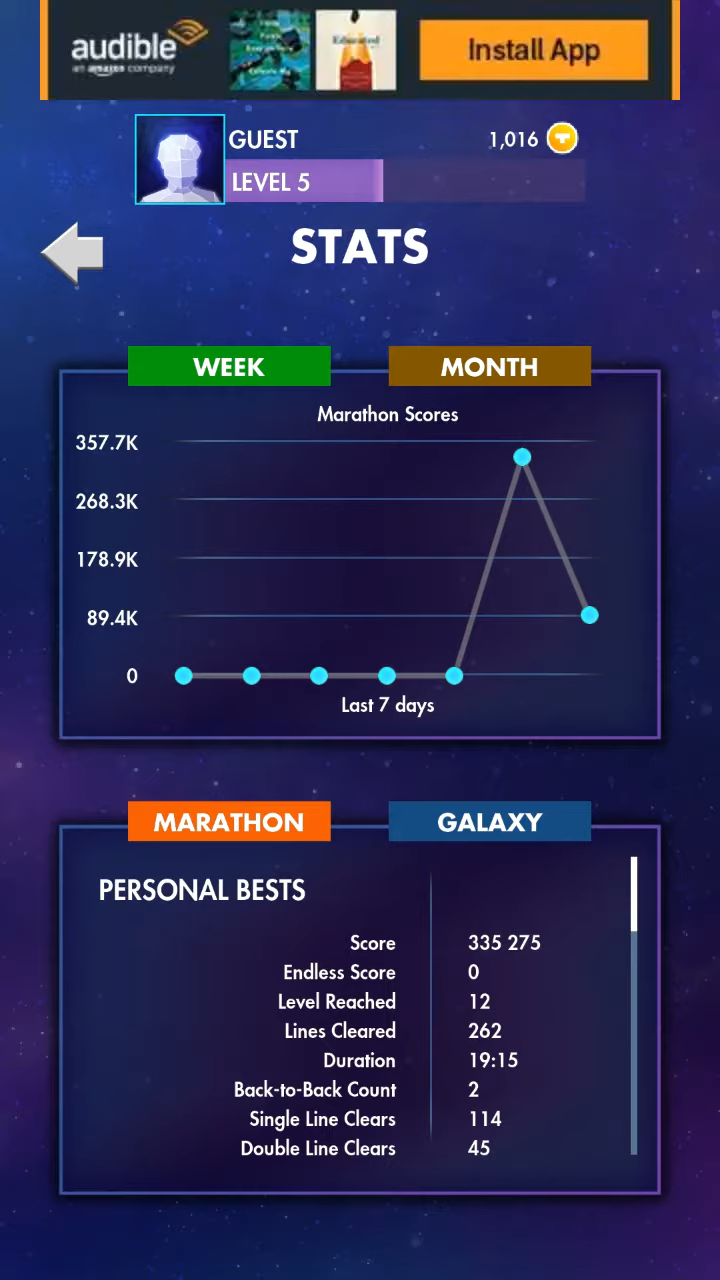 audible
an amazon company
Educated
Install App
GUEST
1,016
LEVEL 5
STATS
WEEK
MONTH
Marathon Scores
357.7K
268.3K
178.9K
89.4K
0
Last 7 days
MARATHON
GALAXY
PERSONAL BESTS
Score 335 275
Endless Score 0
Level Reached 12
Lines Cleared 262
Duration 19:15
Back-to-Back Count 2
Single Line Clears 114
Double Line Clears 45